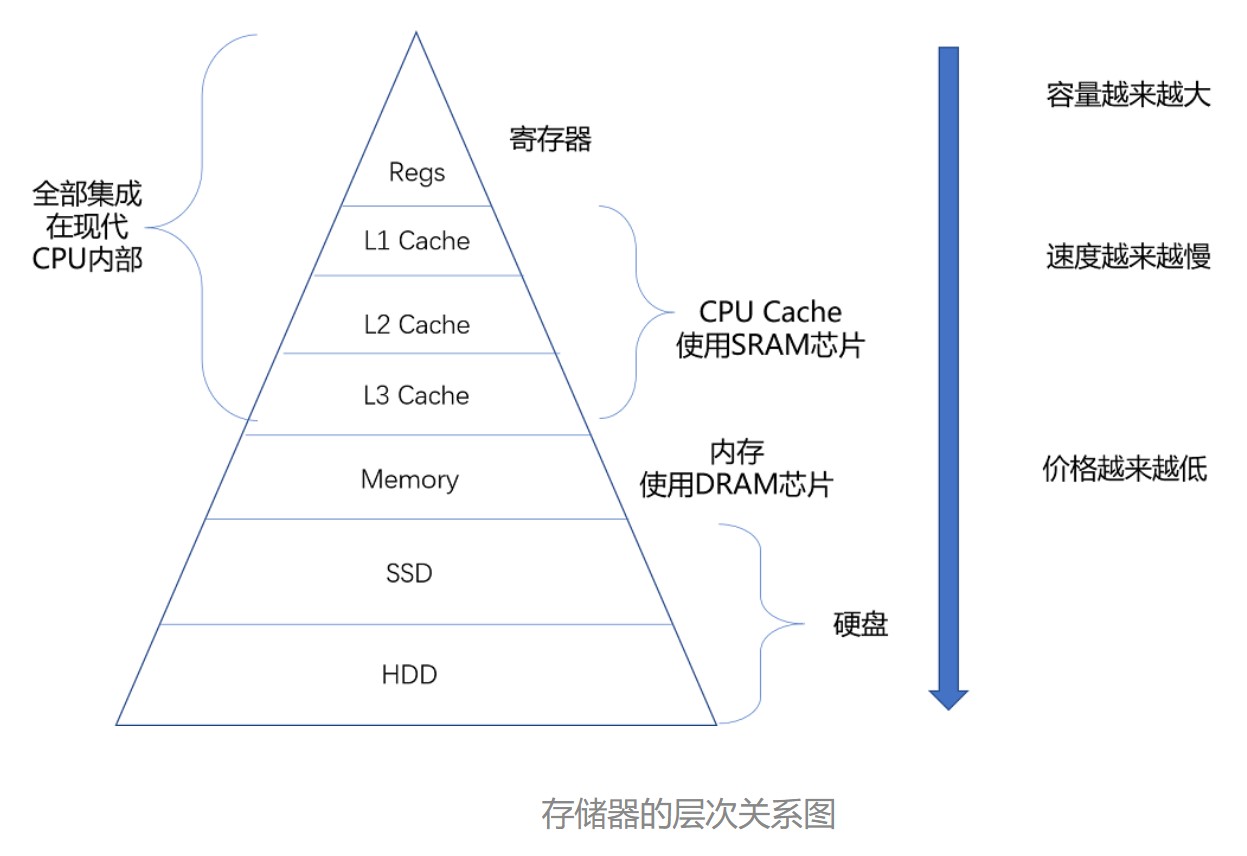 容量越来越大
寄存器
Regs
全部集成
在现代
CPU内部
L1 Cache
速度越来越慢
L2 Cache
CPU Cache
使用SRAM芯片
L3 Cache
内存
使用DRAM芯片
价格越来越低
Memory
SSD
硬盘
HDD
存储器的层次关系图